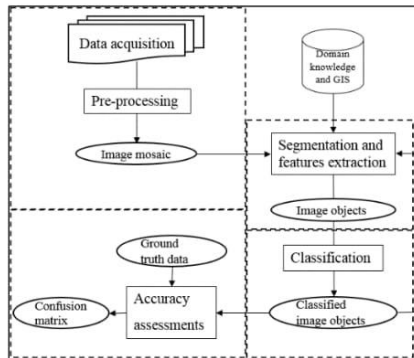 Data acquisition
Domain
knowledge
and GIS
Pre-processing
Segmentation and
features extraction
Image mosaic
Image objects
Ground
truth data
Classification
Confusion
matrix
Accuracy
assessments
Classified
image objects